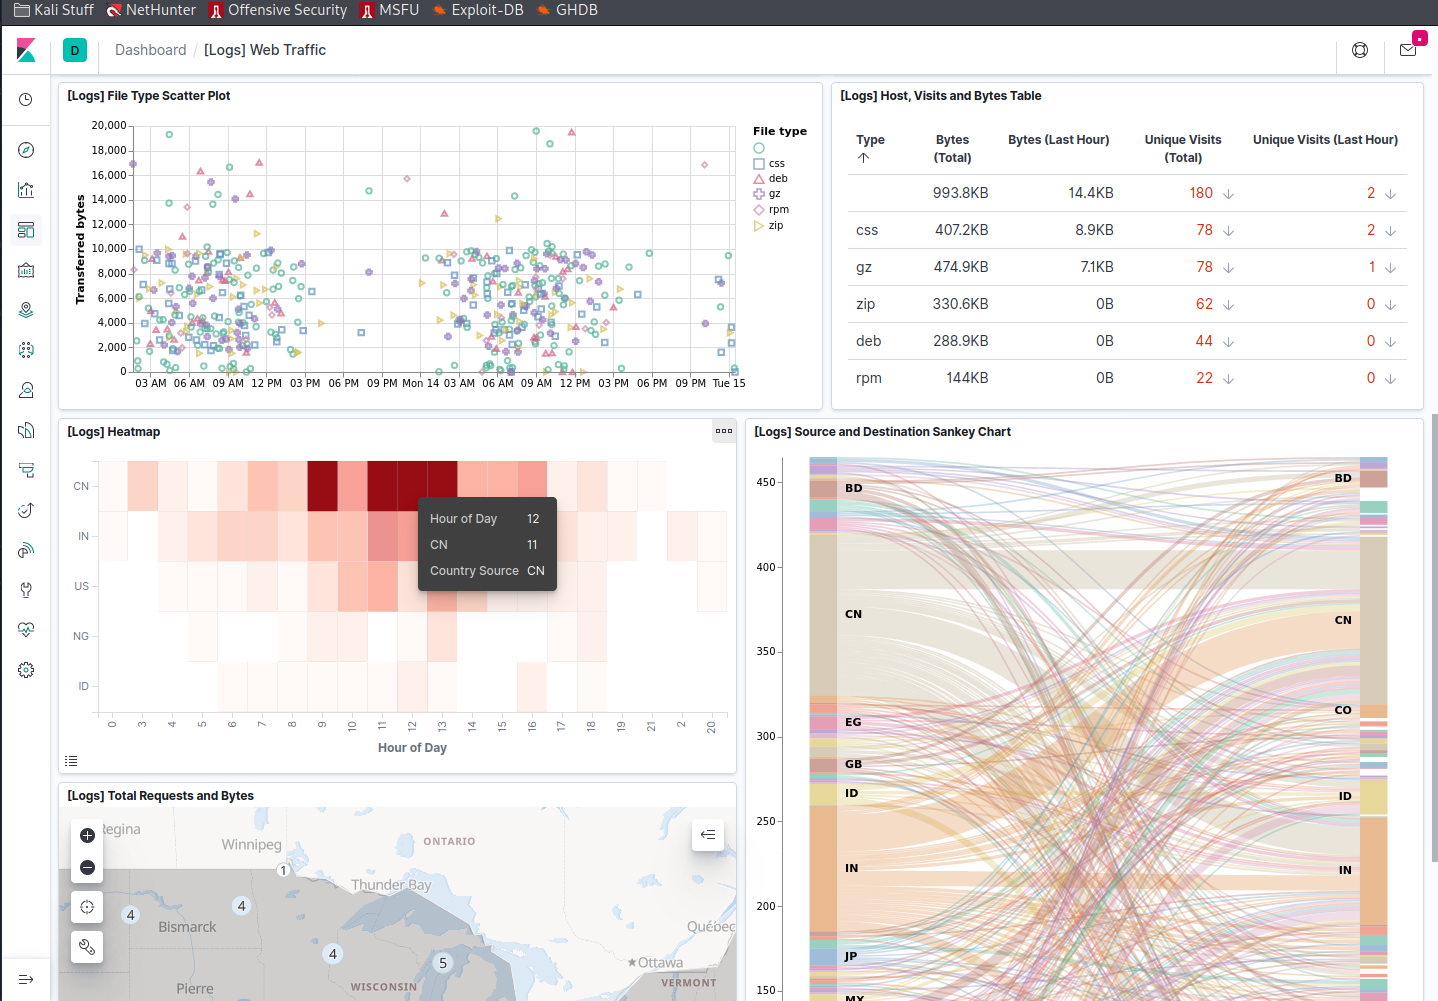 Kali Stuff NetHunter Offensive Security MSFU Exploit-DB GHDB
D Dashboard / [Logs] Web Traffic
[Logs] File Type Scatter Plot
Transferred bytes
20,000
18,000
16,000
14,000
12,000
10,000
8,000
6,000
4,000
2,000
0
03 AM 06 AM 09 AM 12 PM 03 PM 06 PM 09 PM Mon 14 03 AM 06 AM 09 AM 12 PM 03 PM 06 PM 09 PM Tue 15
File type
css
deb
gz
rpm
zip
[Logs] Host, Visits and Bytes Table
Type Bytes (Total) Bytes (Last Hour) Unique Visits (Total) Unique Visits (Last Hour)
993.8KB 14.4KB 180 2
css 407.2KB 8.9KB 78 2
gz 474.9KB 7.1KB 78 1
zip 330.6KB 0B 62 0
deb 288.9KB 0B 44 0
rpm 144KB 0B 22 0
[Logs] Heatmap
CN
IN
US
NG
ID
Hour of Day 12
CN 11
Country Source CN
0 3 4 5 6 7 8 9 10 11 12 13 14 15 16 17 18 19 21 2 20
Hour of Day
[Logs] Source and Destination Sankey Chart
450
400
350
300
250
200
150
BD
CN
EG
GB
ID
IN
JP
MX
BD
CN
CO
ID
IN
[Logs] Total Requests and Bytes
Regina
Winnipeg
ONTARIO
1
Thunder Bay
4
4
Bismarck
Québec
4
5
Ottawa
Pierre
WISCONSIN
VERMONT